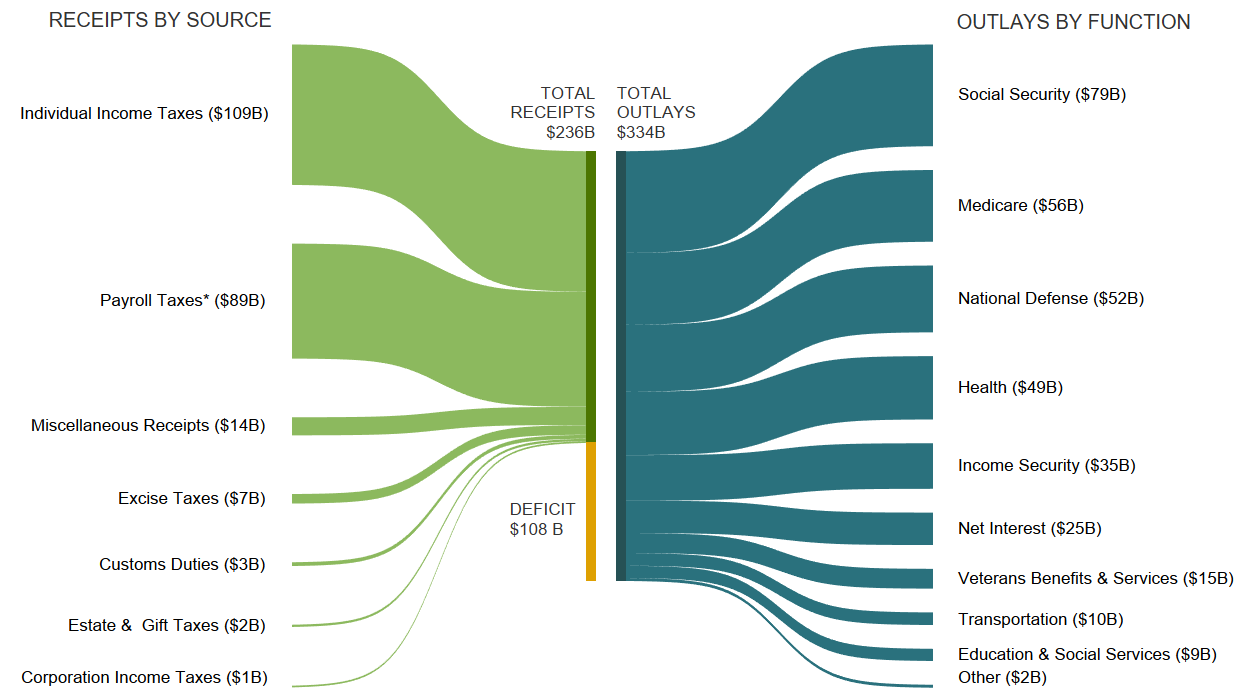 RECEIPTS BY SOURCE
OUTLAYS BY FUNCTION
Individual Income Taxes ($109B)
Payroll Taxes* ($89B)
Miscellaneous Receipts ($14B)
Excise Taxes ($7B)
Customs Duties ($3B)
Estate &  Gift Taxes ($2B)
Corporation Income Taxes ($1B)
TOTAL
RECEIPTS
$236B
DEFICIT
$108 B
TOTAL
OUTLAYS
$334B
Social Security ($79B)
Medicare ($56B)
National Defense ($52B)
Health ($49B)
Income Security ($35B)
Net Interest ($25B)
Veterans Benefits & Services ($15B)
Transportation ($10B)
Education & Social Services ($9B)
Other ($2B)